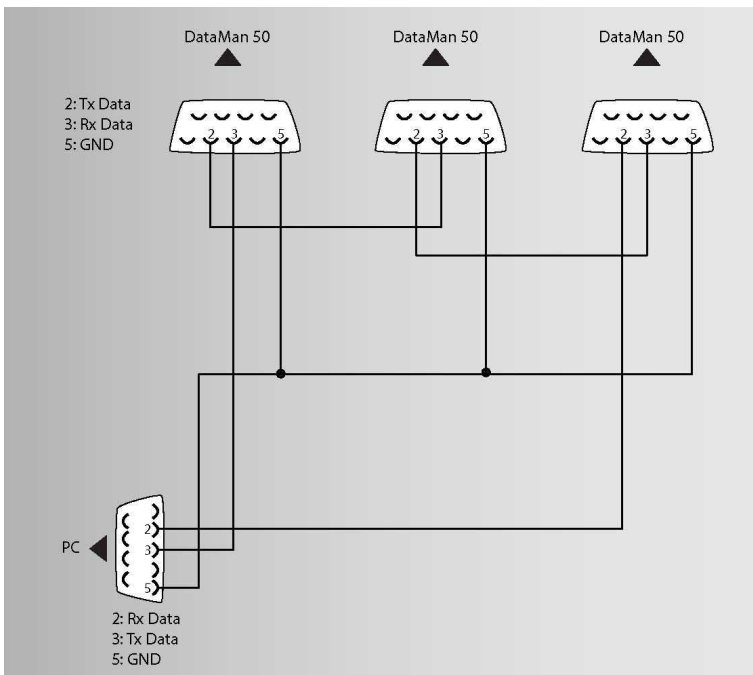 DataMan 50
DataMan 50
DataMan 50
2: Tx Data
3: Rx Data
5: GND
2 3 5
2 3 5
2 3 5
PC
2
3
5
2: Rx Data
3: Tx Data
5: GND